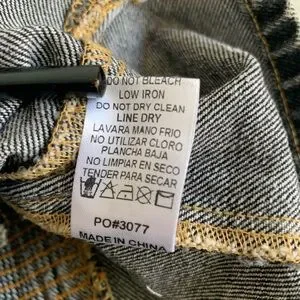 DO NOT BLEACH
LOW IRON
DO NOT DRY CLEAN
LINE DRY
LAVARA MANO FRIO
NO UTILIZAR CLORO
PLANCHA BAJA
NO LIMPIAR EN SECO
TENDER PARA SECAR
PO#3077
MADE IN CHINA